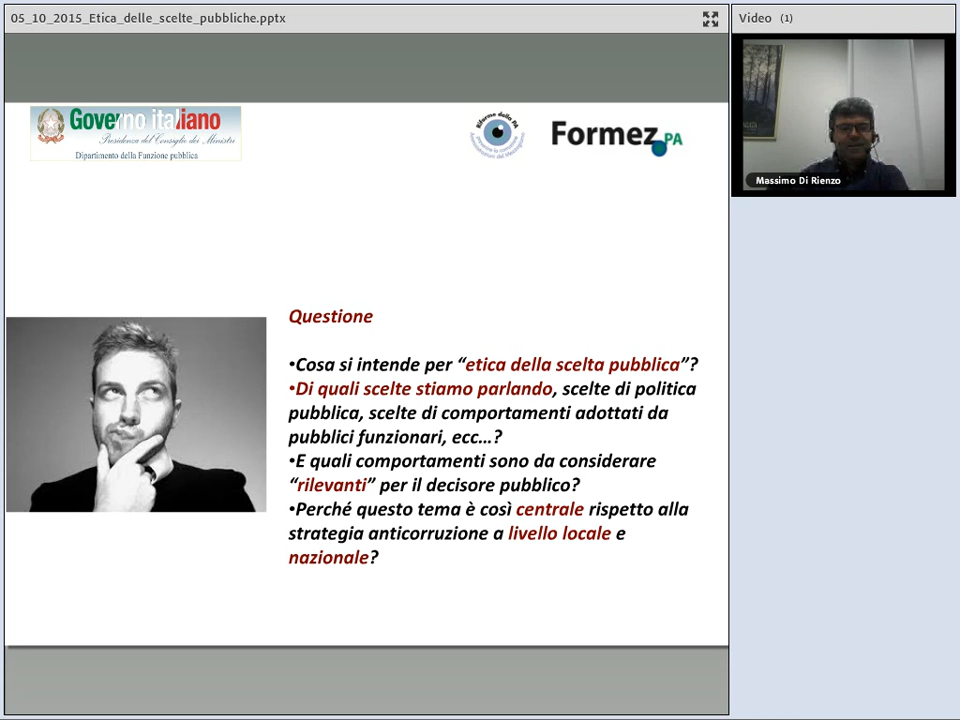 05_10_2015_Etica_delle_scelte_pubbliche.pptx
Video (1)
Governo italiano
Presidenza del Consiglio dei Ministri
Dipartimento della Funzione pubblica
Formez PA
Massimo Di Rienzo
Questione
•Cosa si intende per “etica della scelta pubblica”?
•Di quali scelte stiamo parlando, scelte di politica
pubblica, scelte di comportamenti adottati da
pubblici funzionari, ecc…?
•E quali comportamenti sono da considerare
“rilevanti” per il decisore pubblico?
•Perché questo tema è così centrale rispetto alla
strategia anticorruzione a livello locale e
nazionale?